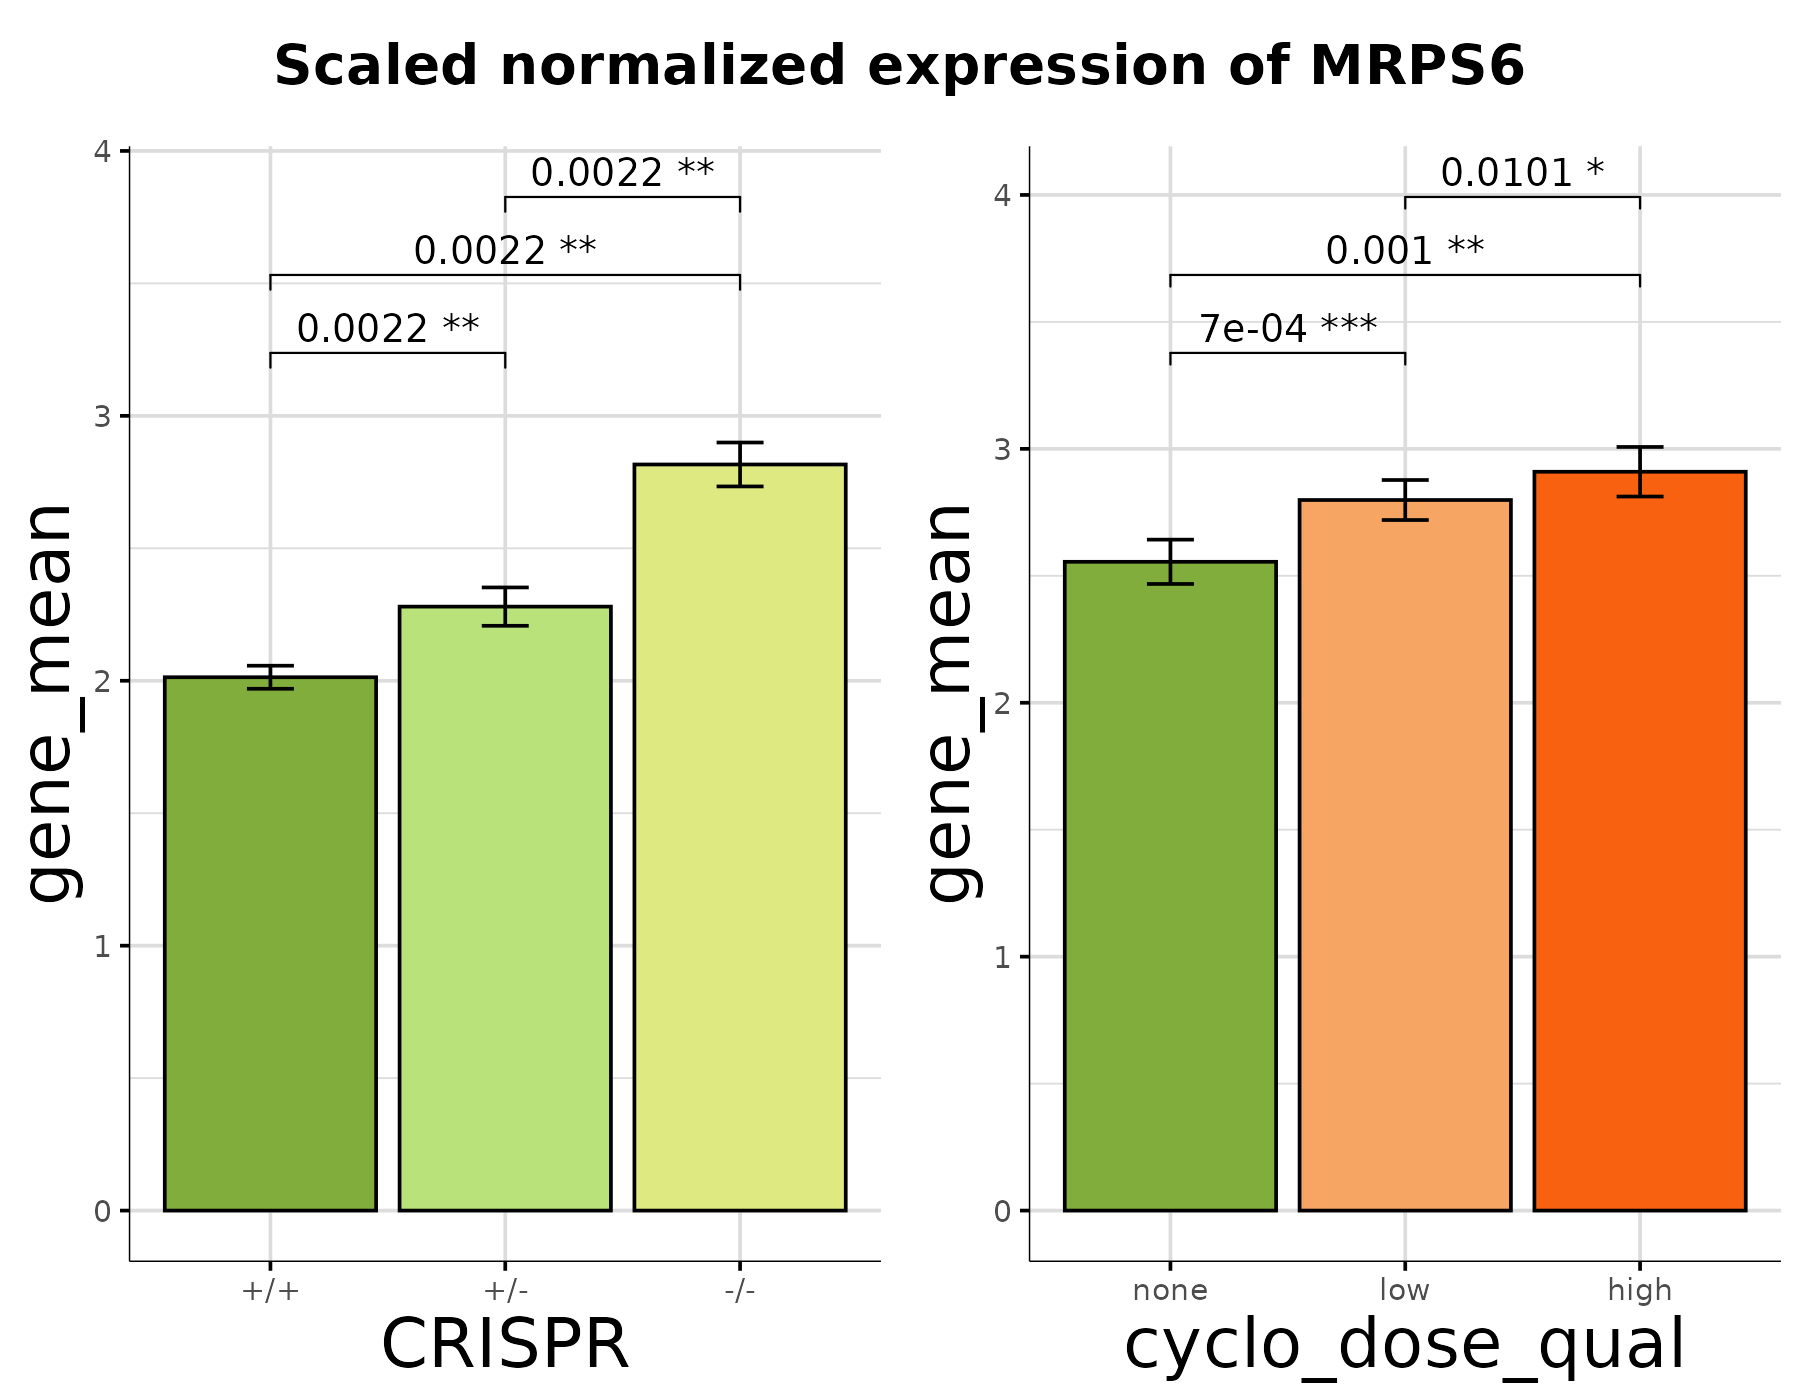 Scaled normalized expression of MRPS6
gene_mean
4
3
2
1
0
0.0022 **
0.0022 **
0.0022 **
+/+ +/- -/-
CRISPR
gene_mean
4
3
2
1
0
0.0101 *
0.001 **
7e-04 ***
none low high
cyclo_dose_qual